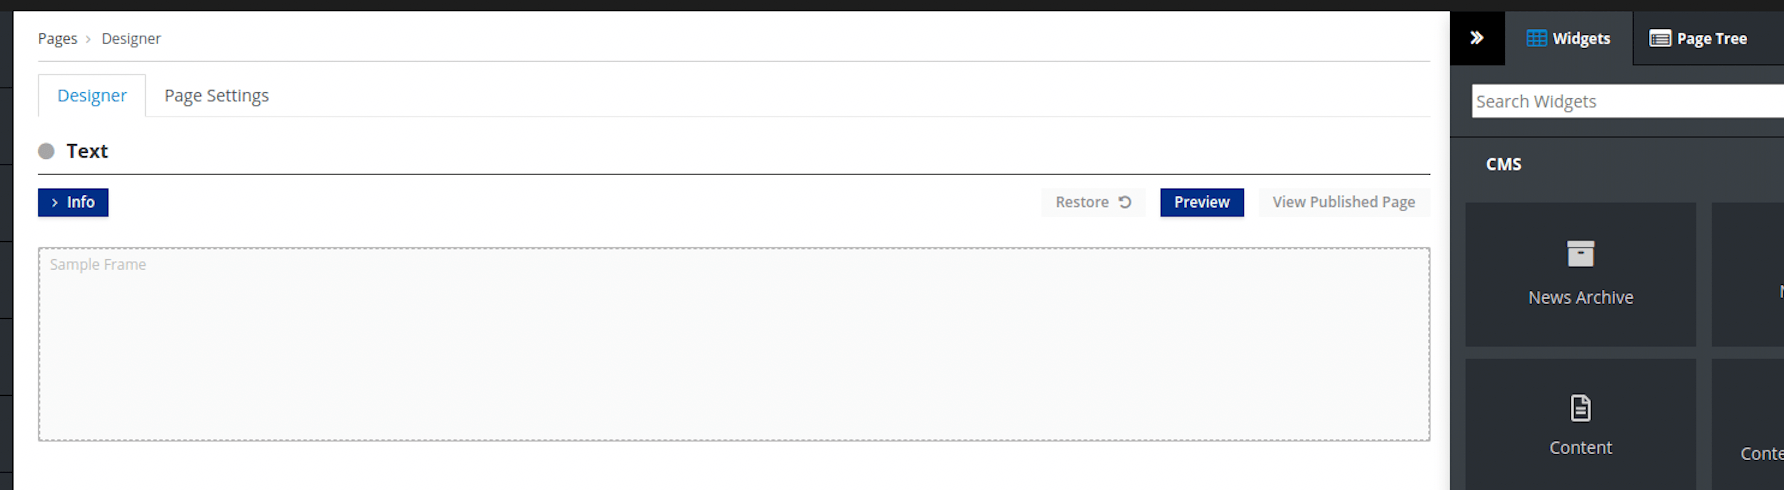 Pages › Designer
Widgets
Page Tree
Designer
Page Settings
Search Widgets
Text
CMS
Info
Restore
Preview
View Published Page
Sample Frame
News Archive
Content